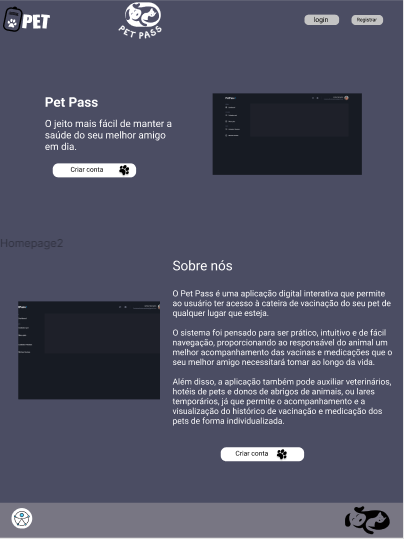 PET
PET PASS
login
Registrar
Pet Pass
O jeito mais fácil de manter a
saúde do seu melhor amigo
em dia.
Criar conta
Homepage2
Sobre nós
O Pet Pass é uma aplicação digital interativa que permite
ao usuário ter acesso à cateira de vacinação do seu pet de
qualquer lugar que esteja.
O sistema foi pensado para ser prático, intuitivo e de fácil
navegação, proporcionando ao responsável do animal um
melhor acompanhamento das vacinas e medicações que o
seu melhor amigo necessitará tomar ao longo da vida.
Além disso, a aplicação também pode auxiliar veterinários,
hotéis de pets e donos de abrigos de animais, ou lares
temporários, já que permite o acompanhamento e a
visualização do histórico de vacinação e medicação dos
pets de forma individualizada.
Criar conta